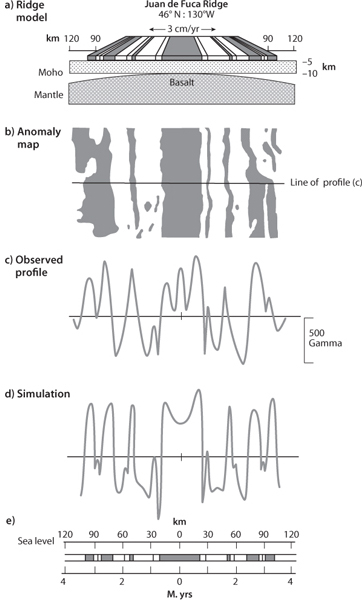 a) Ridge model
Juan de Fuca Ridge
46° N : 130°W
3 cm/yr
km 120 90 90 120
–5
–10 km
Moho
Basalt
Mantle
b) Anomaly map
Line of profile (c)
c) Observed profile
500 Gamma
d) Simulation
e)
km
120 90 60 30 0 30 60 90 120
Sea level
4 2 0 2 4
M. yrs